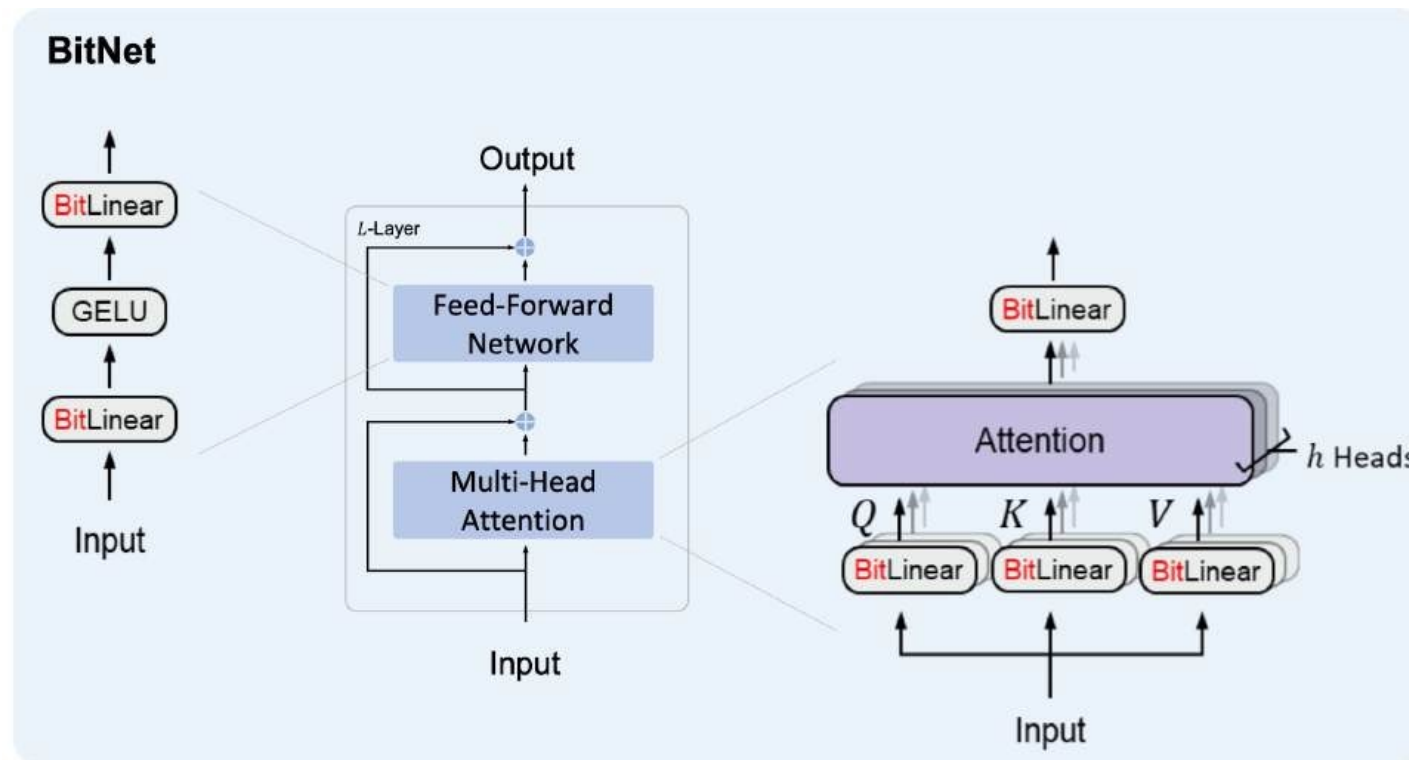 BitNet
BitLinear
GELU
BitLinear
Input
Output
L-Layer
Feed-Forward
Network
Multi-Head
Attention
Input
BitLinear
Attention
h Heads
Q K V
BitLinear BitLinear BitLinear
Input